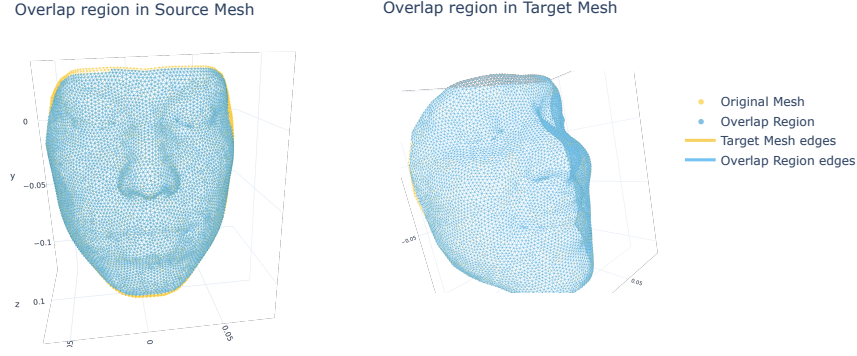 Overlap region in Source Mesh
Overlap region in Target Mesh
Original Mesh
Overlap Region
Target Mesh edges
Overlap Region edges
0
y
−0.05
−0.1
z
0.1
0
0.05
−0.05
0.05